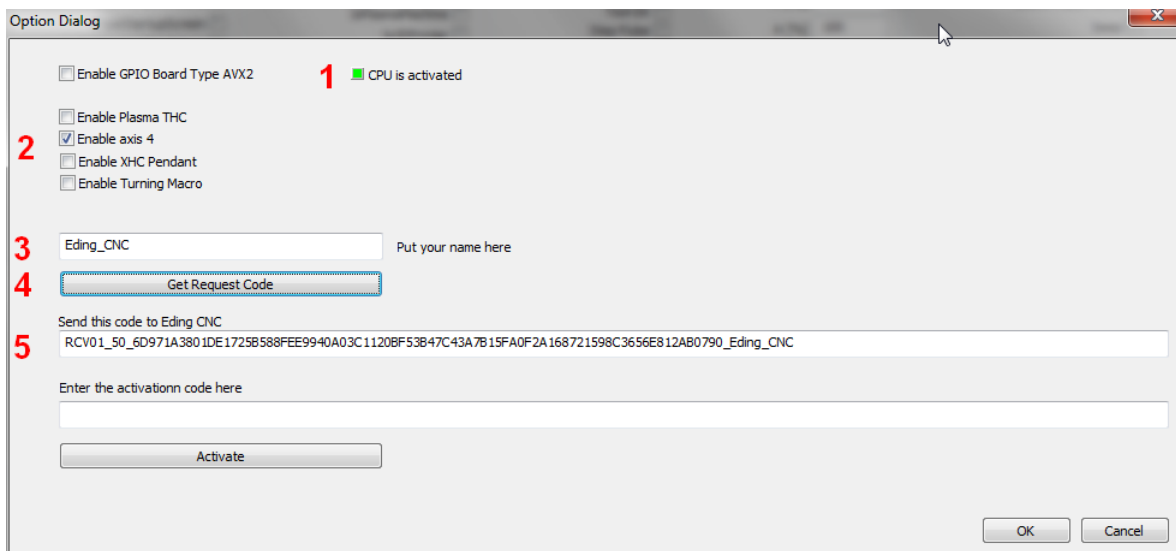 Option Dialog
Enable GPIO Board Type AVX2
1 CPU is activated
Enable Plasma THC
2 Enable axis 4
Enable XHC Pendant
Enable Turning Macro
3 Eding_CNC Put your name here
4 Get Request Code
Send this code to Eding CNC
5 RCV01_50_6D971A3801DE1725B588FEE9940A03C1120BF53B47C43A7B15FA0F2A168721598C3656E812AB0790_Eding_CNC
Enter the activationn code here
Activate
OK Cancel